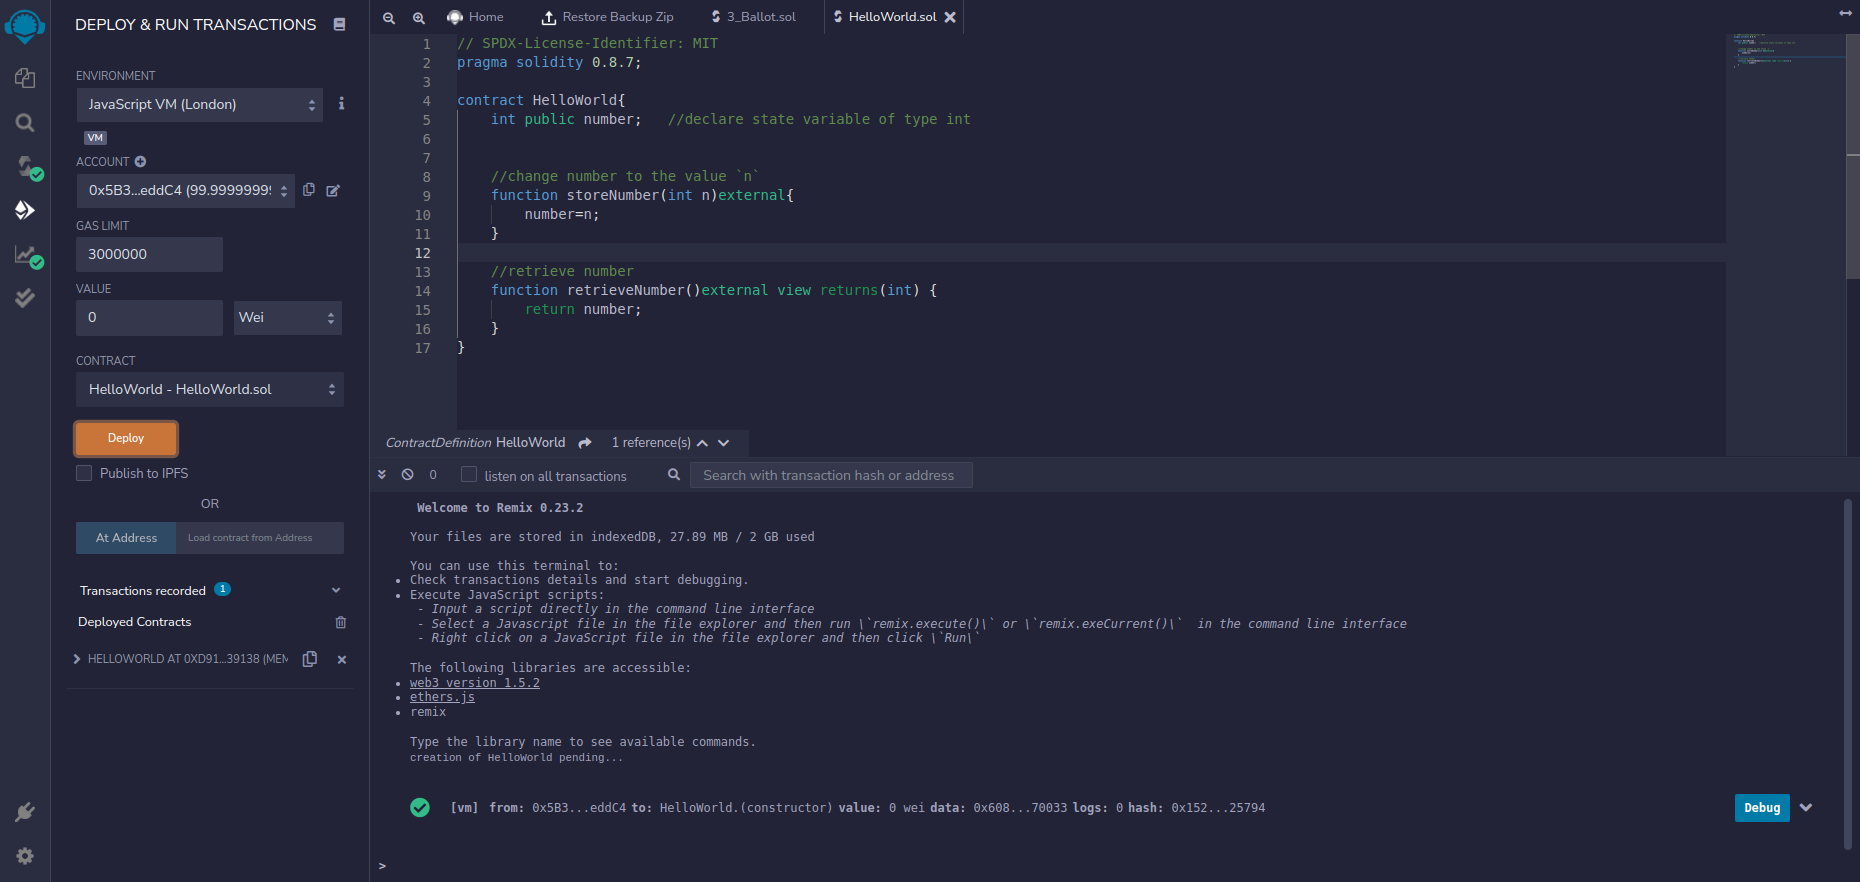 DEPLOY & RUN TRANSACTIONS
ENVIRONMENT
JavaScript VM (London)
VM
ACCOUNT
0x5B3...eddC4 (99.9999999
GAS LIMIT
3000000
VALUE
0
Wei
CONTRACT
HelloWorld - HelloWorld.sol
Deploy
Publish to IPFS
OR
At Address
Load contract from Address
Transactions recorded 1
Deployed Contracts
HELLOWORLD AT 0XD91...39138 (MEM
Home
Restore Backup Zip
3_Ballot.sol
HelloWorld.sol
1 // SPDX-License-Identifier: MIT
2 pragma solidity 0.8.7;
3
4 contract HelloWorld{
5 int public number; //declare state variable of type int
6
7
8 //change number to the value `n`
9 function storeNumber(int n)external{
10 number=n;
11 }
12
13 //retrieve number
14 function retrieveNumber()external view returns(int) {
15 return number;
16 }
17 }
ContractDefinition HelloWorld 1 reference(s)
0 listen on all transactions Search with transaction hash or address
Welcome to Remix 0.23.2
Your files are stored in indexedDB, 27.89 MB / 2 GB used
You can use this terminal to:
• Check transactions details and start debugging.
• Execute JavaScript scripts:
- Input a script directly in the command line interface
- Select a Javascript file in the file explorer and then run \`remix.execute()\` or \`remix.exeCurrent()\` in the command line interface
- Right click on a JavaScript file in the file explorer and then click \`Run\`
The following libraries are accessible:
• web3 version 1.5.2
• ethers.js
• remix
Type the library name to see available commands.
creation of HelloWorld pending...
[vm] from: 0x5B3...eddC4 to: HelloWorld.(constructor) value: 0 wei data: 0x608...70033 logs: 0 hash: 0x152...25794
Debug
>